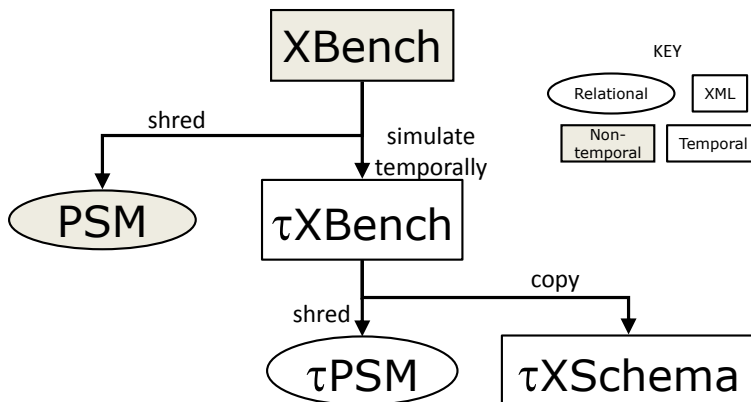 XBench
KEY
Relational
XML
Non-
temporal
Temporal
shred
simulate
temporally
PSM
τXBench
copy
shred
τPSM
τXSchema